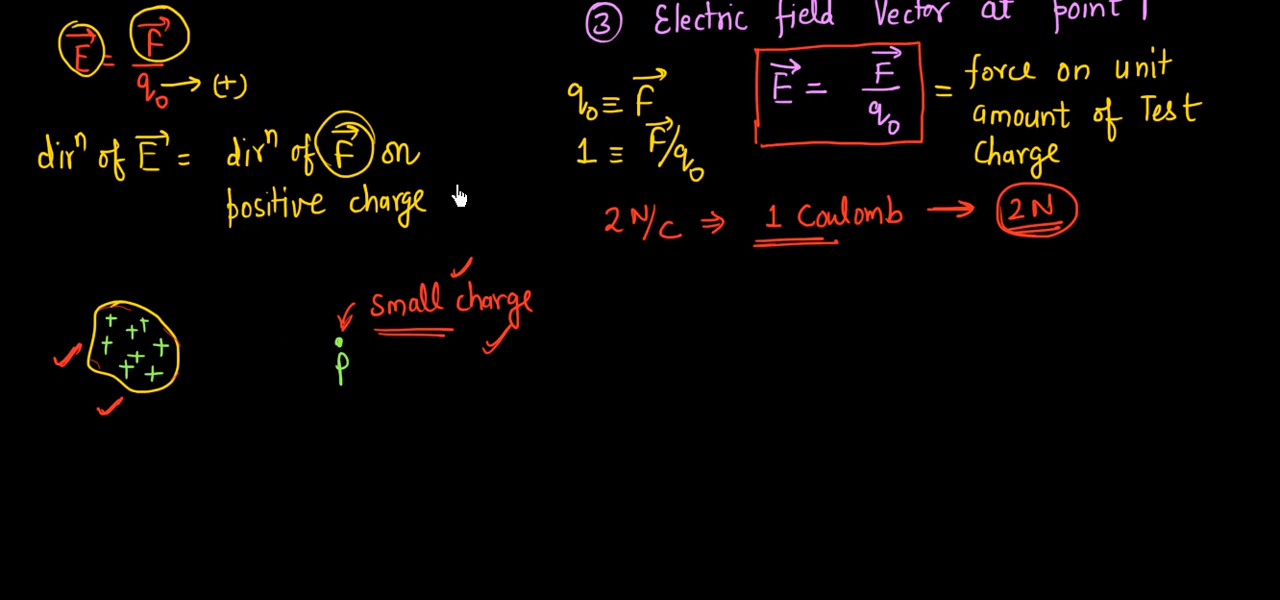 E⃗ = F⃗/q₀ → (+)
dirⁿ of E⃗ = dirⁿ of F⃗ on
positive charge
③ Electric field Vector at point
q₀ ≡ F⃗
1 ≡ F⃗/q₀
E⃗ = F⃗/q₀ = force on unit
amount of Test
charge
2 N/C ⇒ 1 Coulomb → 2N
small charge
P